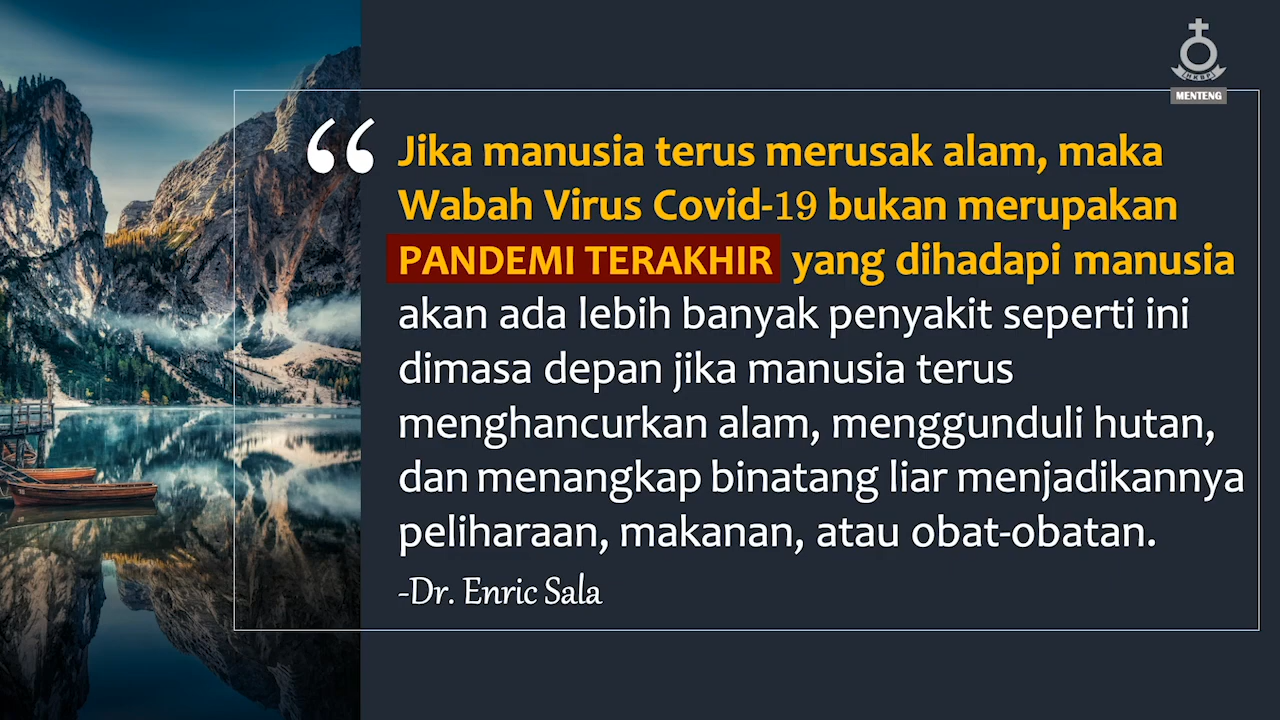 HKBP
MENTENG
“
Jika manusia terus merusak alam, maka
Wabah Virus Covid-19 bukan merupakan
PANDEMI TERAKHIR yang dihadapi manusia
akan ada lebih banyak penyakit seperti ini
dimasa depan jika manusia terus
menghancurkan alam, menggunduli hutan,
dan menangkap binatang liar menjadikannya
peliharaan, makanan, atau obat-obatan.
-Dr. Enric Sala